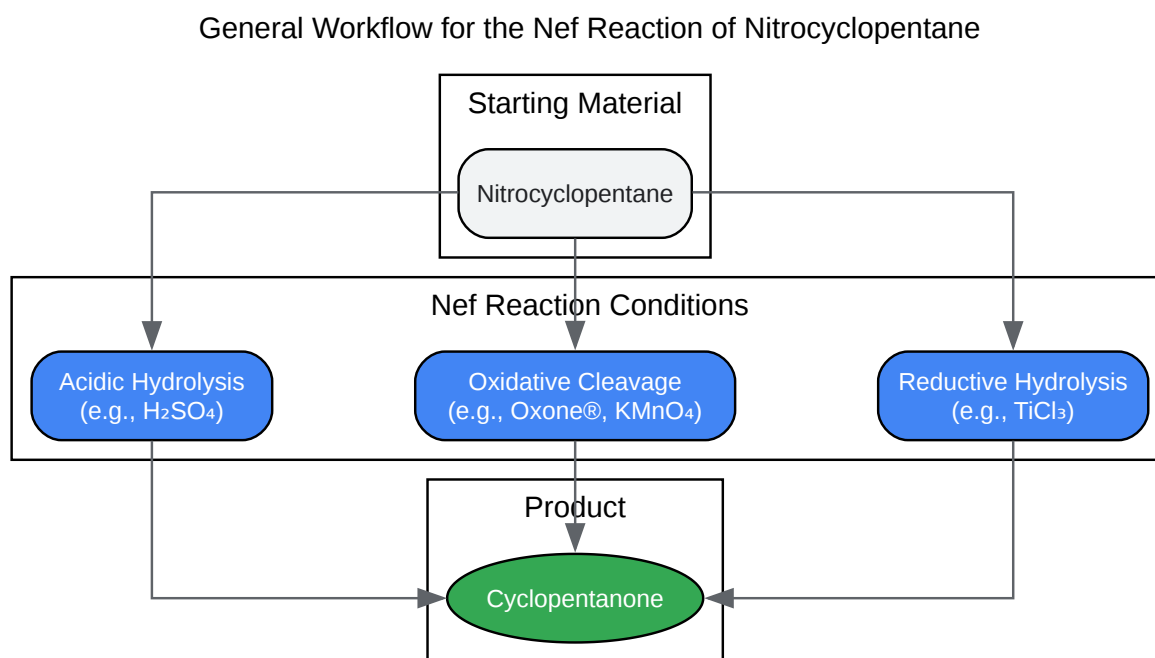 General Workflow for the Nef Reaction of Nitrocyclopentane
Starting Material
Nitrocyclopentane
Nef Reaction Conditions
Acidic Hydrolysis
(e.g., H₂SO₄)
Oxidative Cleavage
(e.g., Oxone®, KMnO₄)
Reductive Hydrolysis
(e.g., TiCl₃)
Product
Cyclopentanone